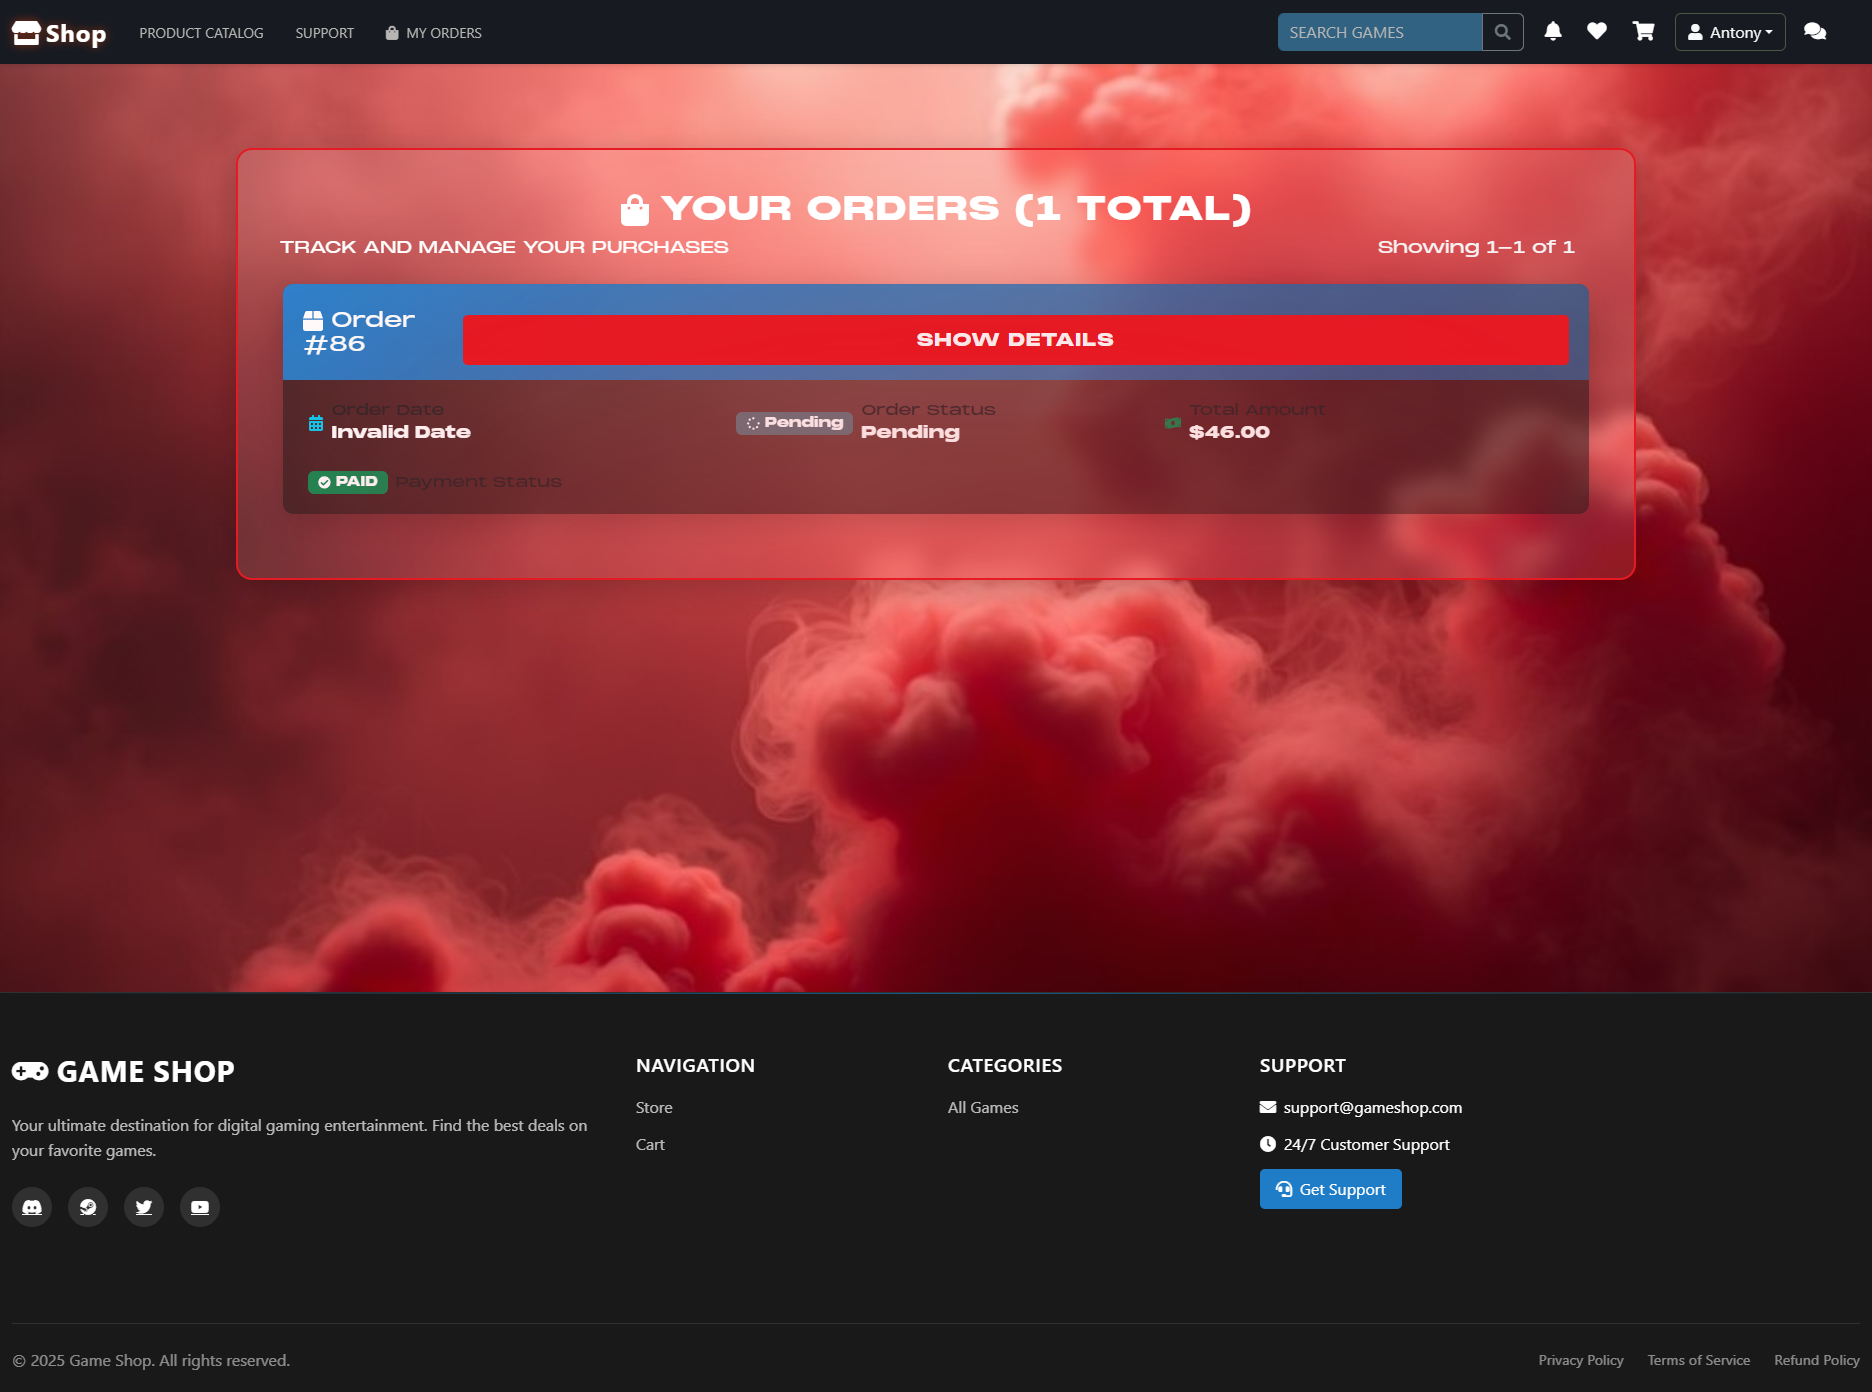 Shop
PRODUCT CATALOG
SUPPORT
MY ORDERS
SEARCH GAMES
Antony
YOUR ORDERS (1 TOTAL)
TRACK AND MANAGE YOUR PURCHASES
Showing 1–1 of 1
Order
#86
SHOW DETAILS
Order Date
Invalid Date
Pending
Order Status
Pending
Total Amount
$46.00
PAID
Payment Status
GAME SHOP
Your ultimate destination for digital gaming entertainment. Find the best deals on
your favorite games.
NAVIGATION
Store
Cart
CATEGORIES
All Games
SUPPORT
support@gameshop.com
24/7 Customer Support
Get Support
© 2025 Game Shop. All rights reserved.
Privacy Policy
Terms of Service
Refund Policy